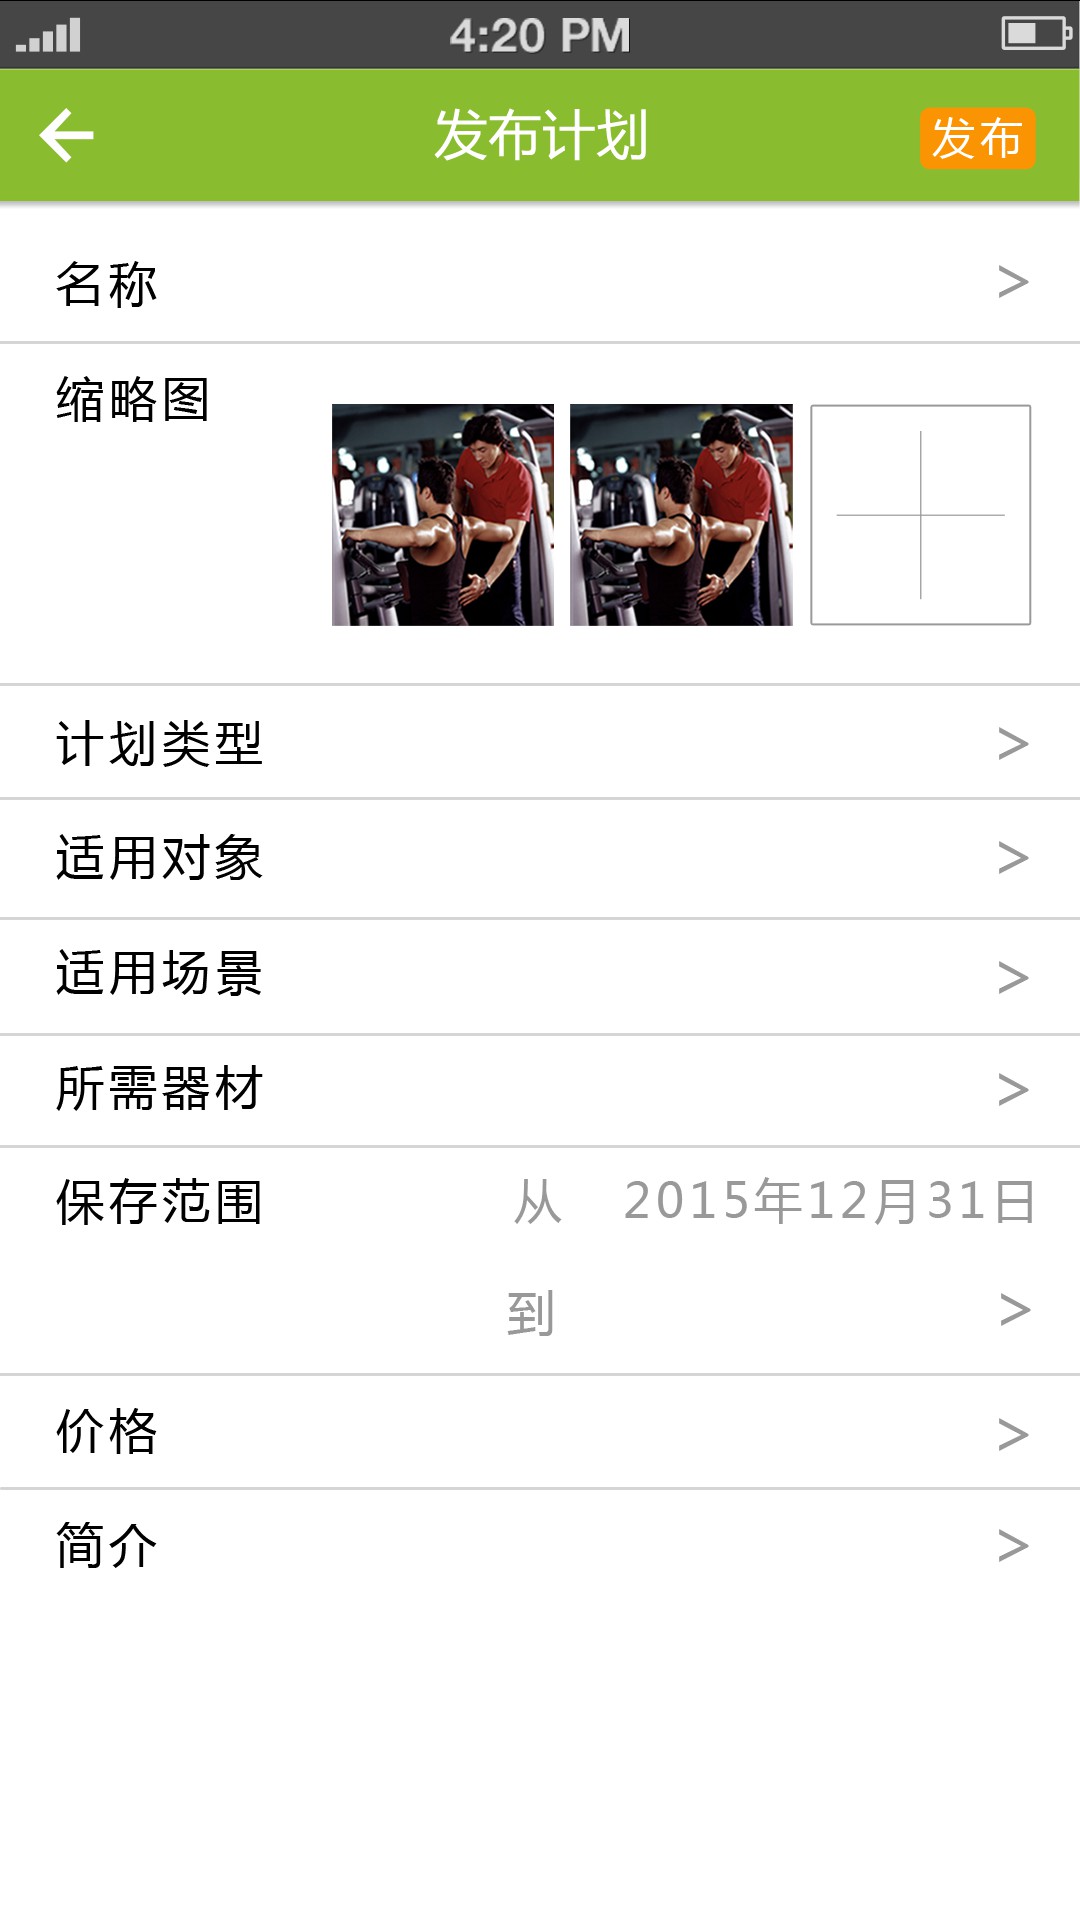 4:20 PM
发布计划
发布
名称 >
缩略图
计划类型 >
适用对象 >
适用场景 >
所需器材 >
保存范围 从 2015年12月31日
到 >
价格 >
简介 >